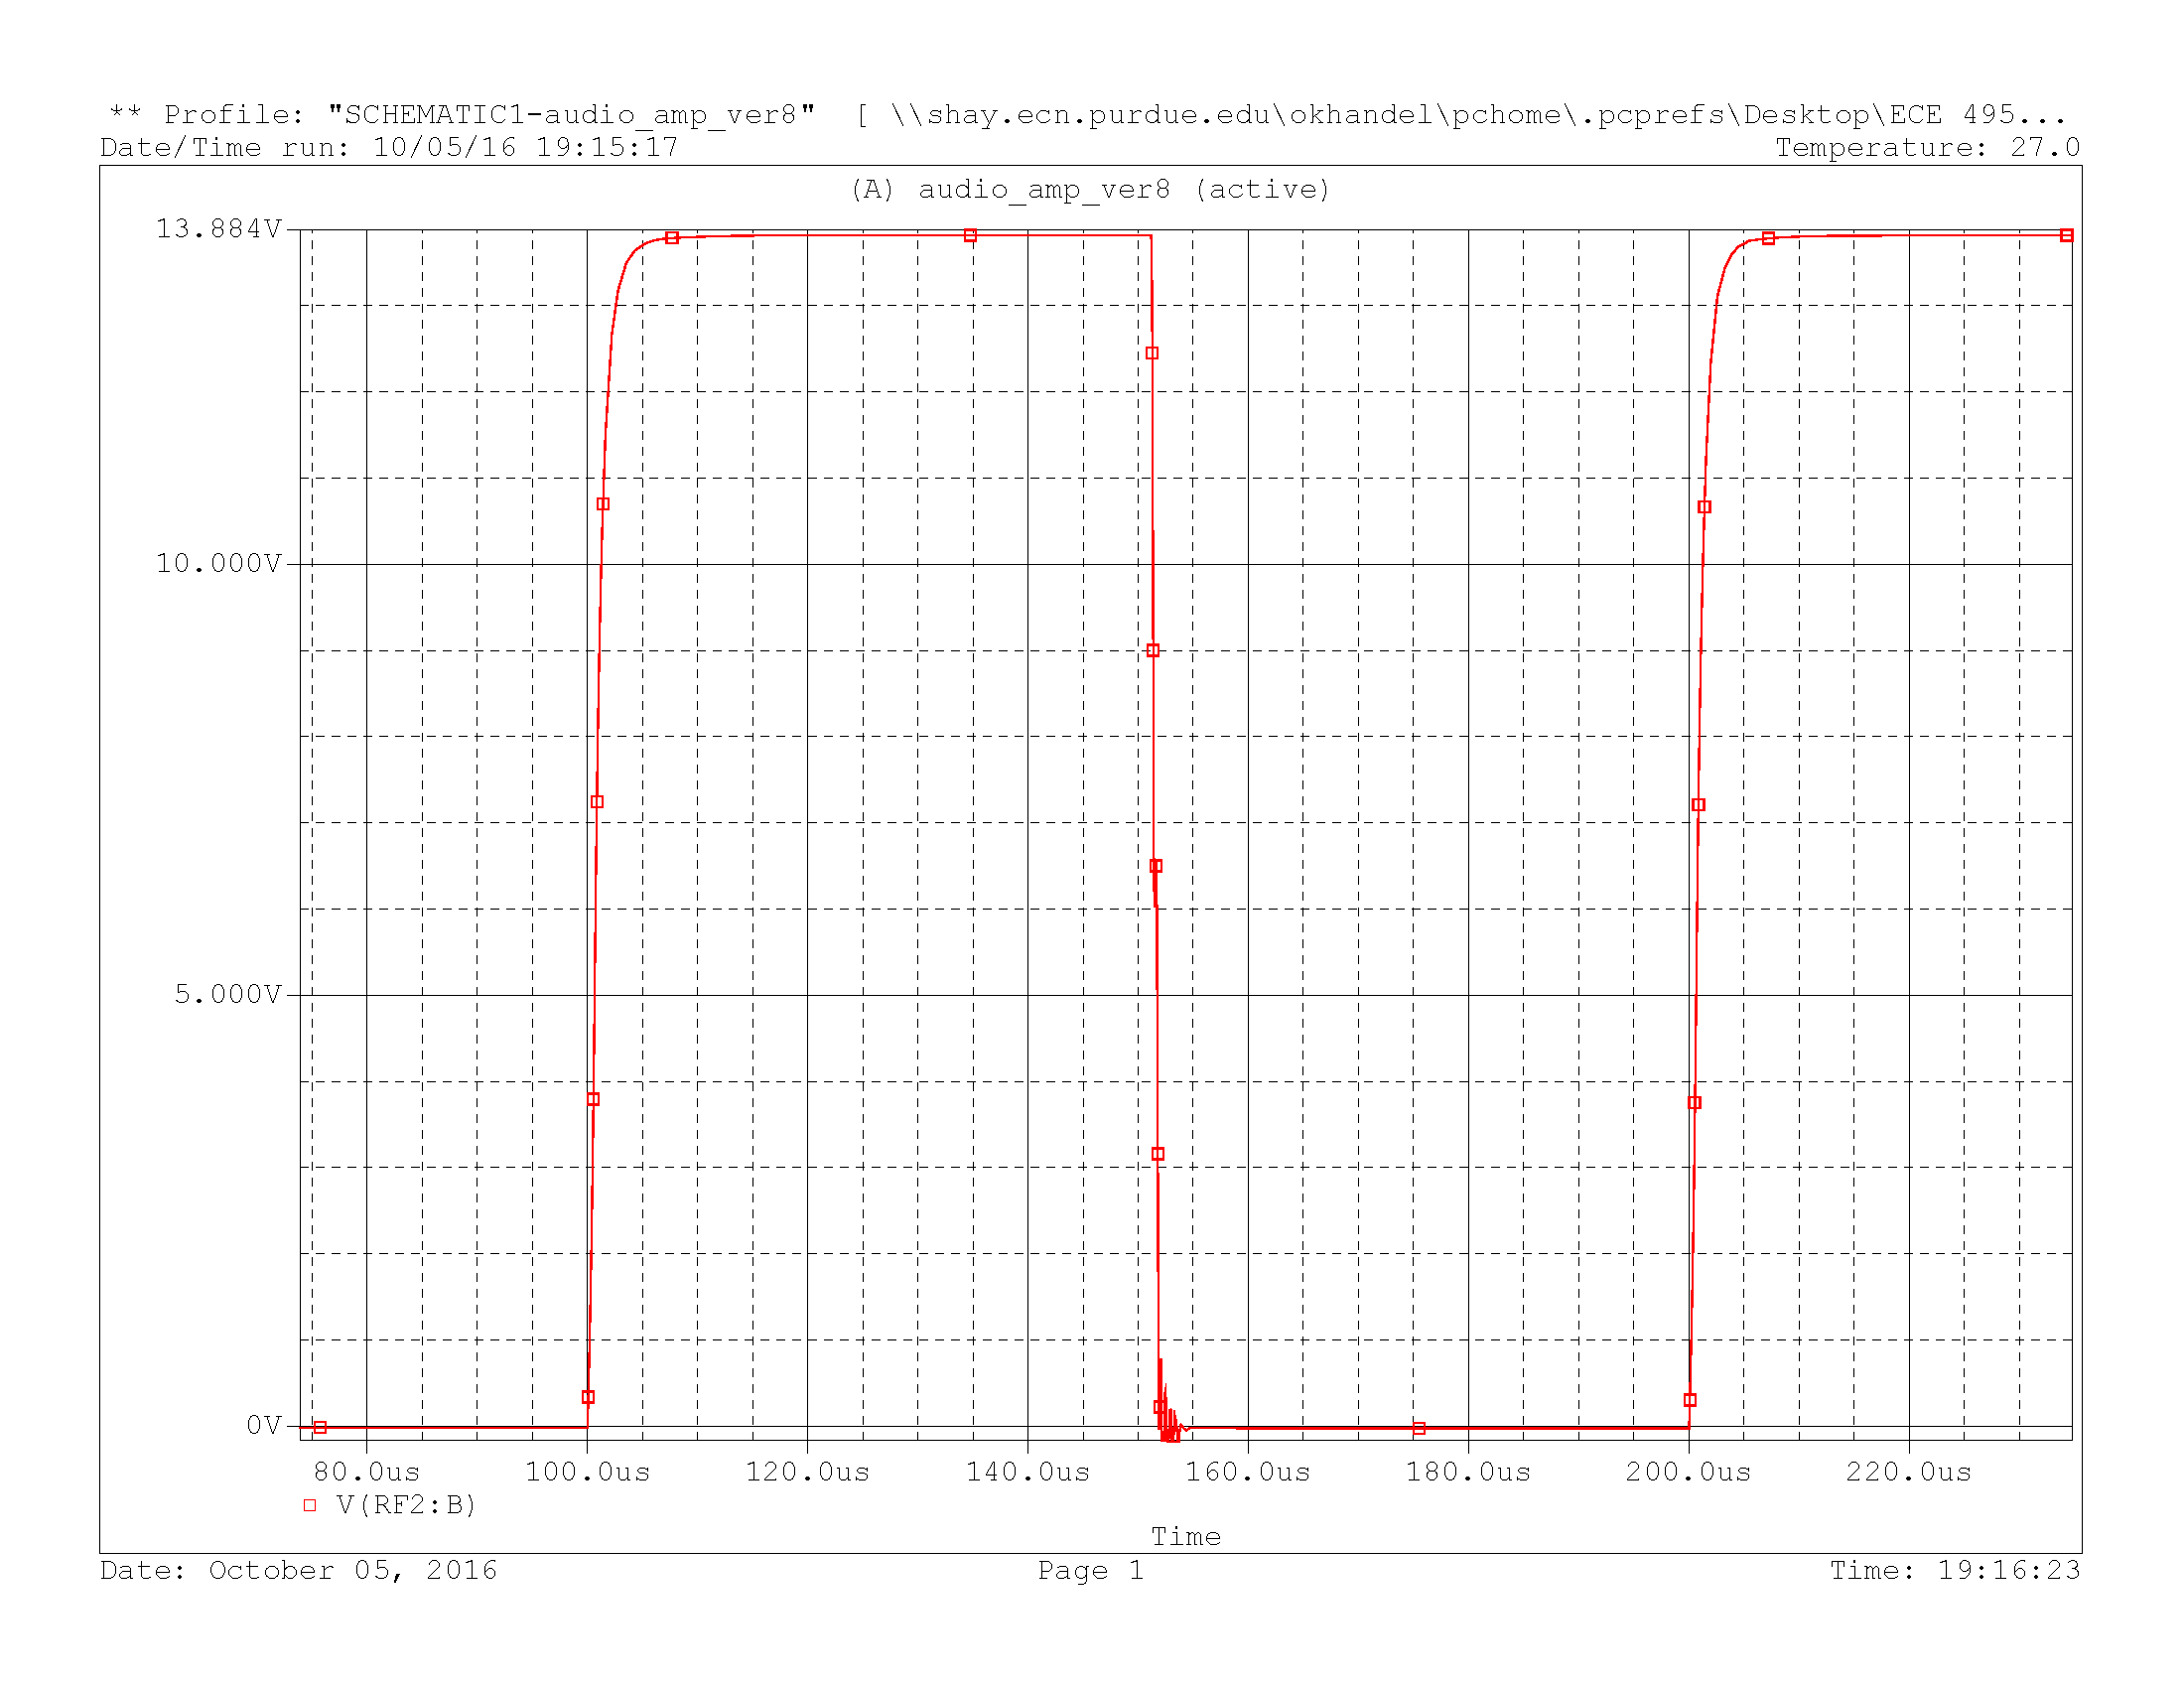 ** Profile: "SCHEMATIC1-audio_amp_ver8"  [ \\shay.ecn.purdue.edu\okhandel\pchome\.pcprefs\Desktop\ECE 495...
Date/Time run: 10/05/16 19:15:17 Temperature: 27.0
(A) audio_amp_ver8 (active)
13.884V
10.000V
5.000V
0V
80.0us 100.0us 120.0us 140.0us 160.0us 180.0us 200.0us 220.0us
V(RF2:B)
Time
Date: October 05, 2016 Page 1 Time: 19:16:23